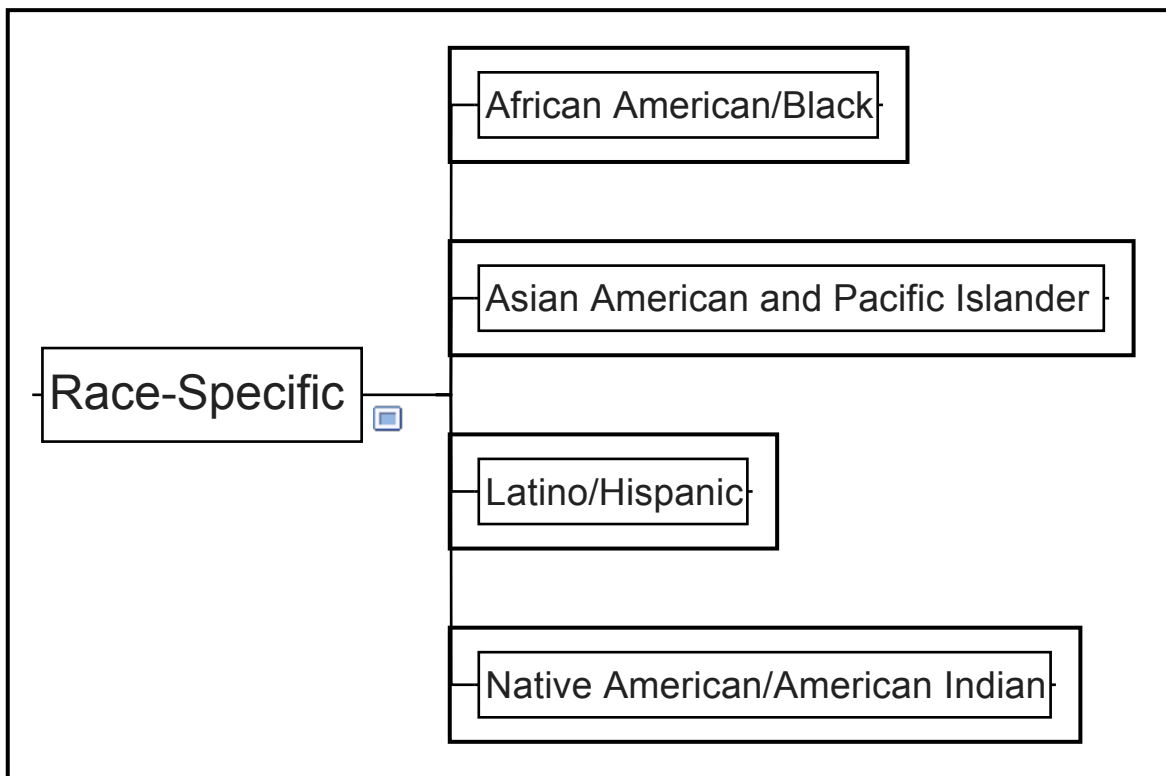 African American/Black
Asian American and Pacific Islander
Race-Specific
Latino/Hispanic
Native American/American Indian